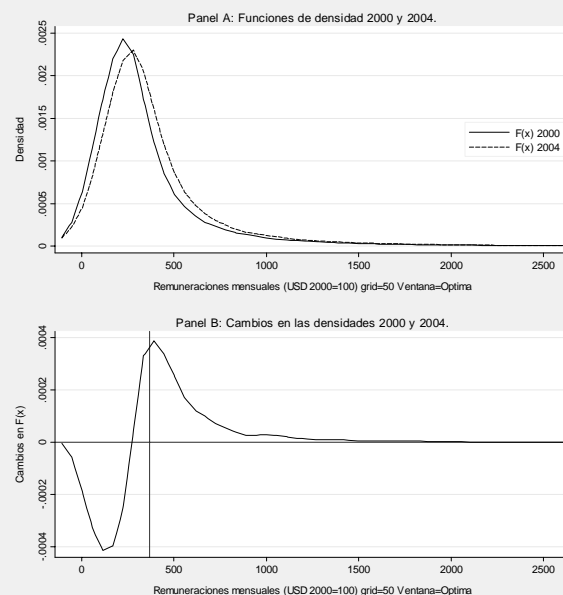 Panel A: Funciones de densidad 2000 y 2004.
Densidad
.0025
.002
.0015
.001
.0005
0
F(x) 2000
F(x) 2004
0 500 1000 1500 2000 2500
Remuneraciones mensuales (USD 2000=100) grid=50 Ventana=Optima
Panel B: Cambios en las densidades 2000 y 2004.
Cambios en F(x)
.0004
.0002
0
-.0002
-.0004
0 500 1000 1500 2000 2500
Remuneraciones mensuales (USD 2000=100) grid=50 Ventana=Optima